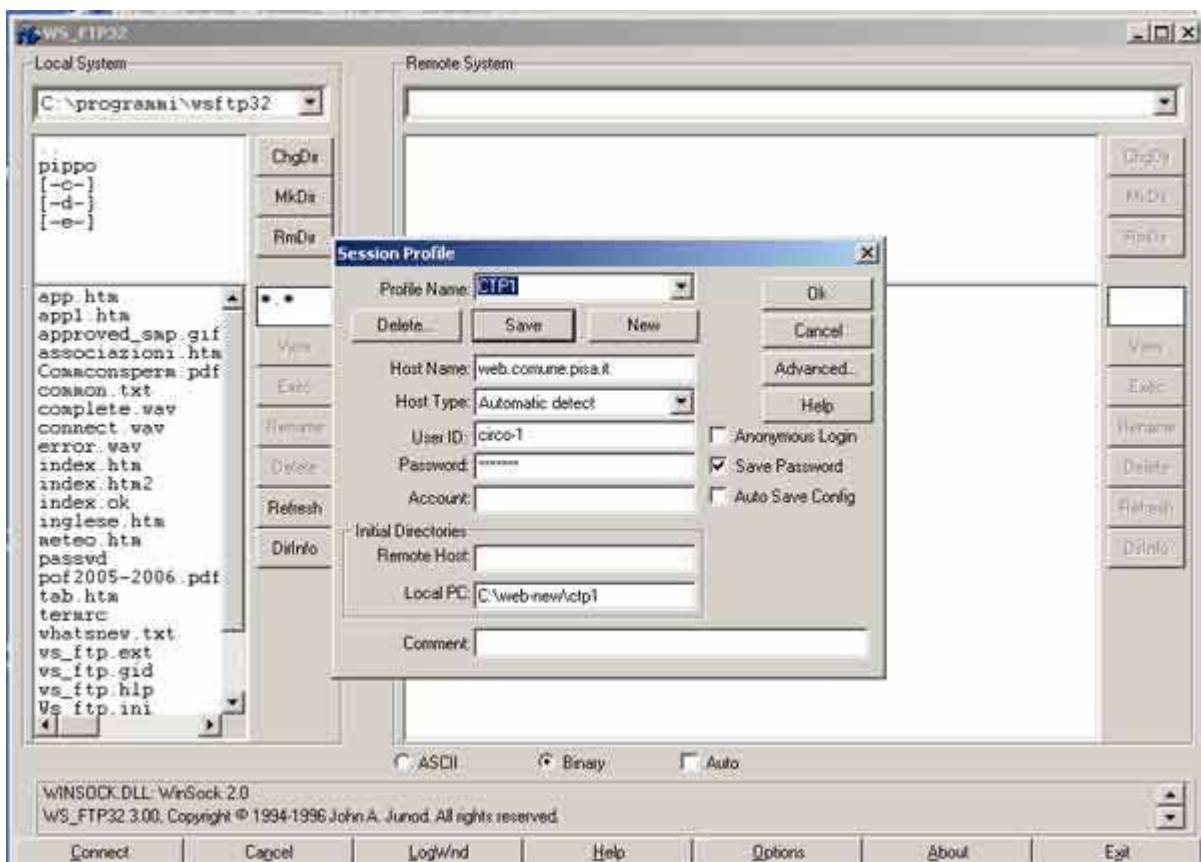 WS_FTP32
Local System
C:\programmi\wsftp32
..
pippo
[-c-]
[-d-]
[-e-]
ChgDir
MkDir
RmDir
app.htm
app1.htm
approved_smp.gif
associazioni.htm
Commconsperm.pdf
common.txt
complete.wav
connect.wav
error.wav
index.htm
index.htm2
index.ok
inglese.htm
meteo.htm
passwd
pof2005-2006.pdf
tab.htm
termrc
whatsnew.txt
ws_ftp.ext
ws_ftp.gid
ws_ftp.hlp
Ws_ftp.ini
*.*
View
Exec
Rename
Delete
Refresh
DirInfo
Remote System
ChgDir
MkDir
RmDir
View
Exec
Rename
Delete
Refresh
DirInfo
Session Profile
Profile Name: CTP1
Delete...
Save
New
Host Name: web.comune.pisa.it
Host Type: Automatic detect
User ID: circo-1
Password: *******
Account:
Initial Directories
Remote Host:
Local PC: C:\web-new\ctp1
Comment:
Ok
Cancel
Advanced...
Help
Anonymous Login
Save Password
Auto Save Config
ASCII
Binary
Auto
WINSOCK.DLL: WinSock 2.0
WS_FTP32 3.00, Copyright © 1994-1996 John A. Junod. All rights reserved.
Connect
Cancel
LogWnd
Help
Options
About
Exit